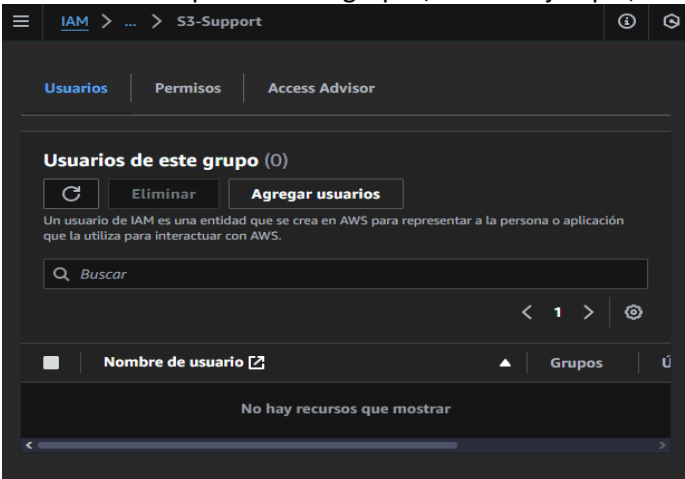 IAM > ... > S3-Support
Usuarios Permisos Access Advisor
Usuarios de este grupo (0)
Eliminar Agregar usuarios
Un usuario de IAM es una entidad que se crea en AWS para representar a la persona o aplicación
que la utiliza para interactuar con AWS.
Buscar
< 1 >
Nombre de usuario Grupos Ú
No hay recursos que mostrar